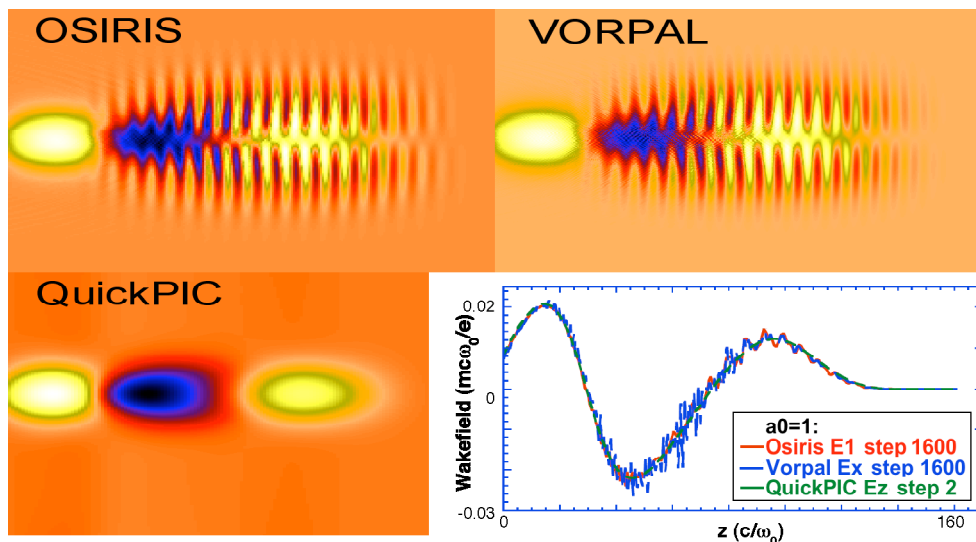 OSIRIS
VORPAL
QuickPIC
Wakefield (mcω₀/e)
0.02
0
-0.03
a0=1:
Osiris E1 step 1600
Vorpal Ex step 1600
QuickPIC Ez step 2
0
160
z (c/ω₀)